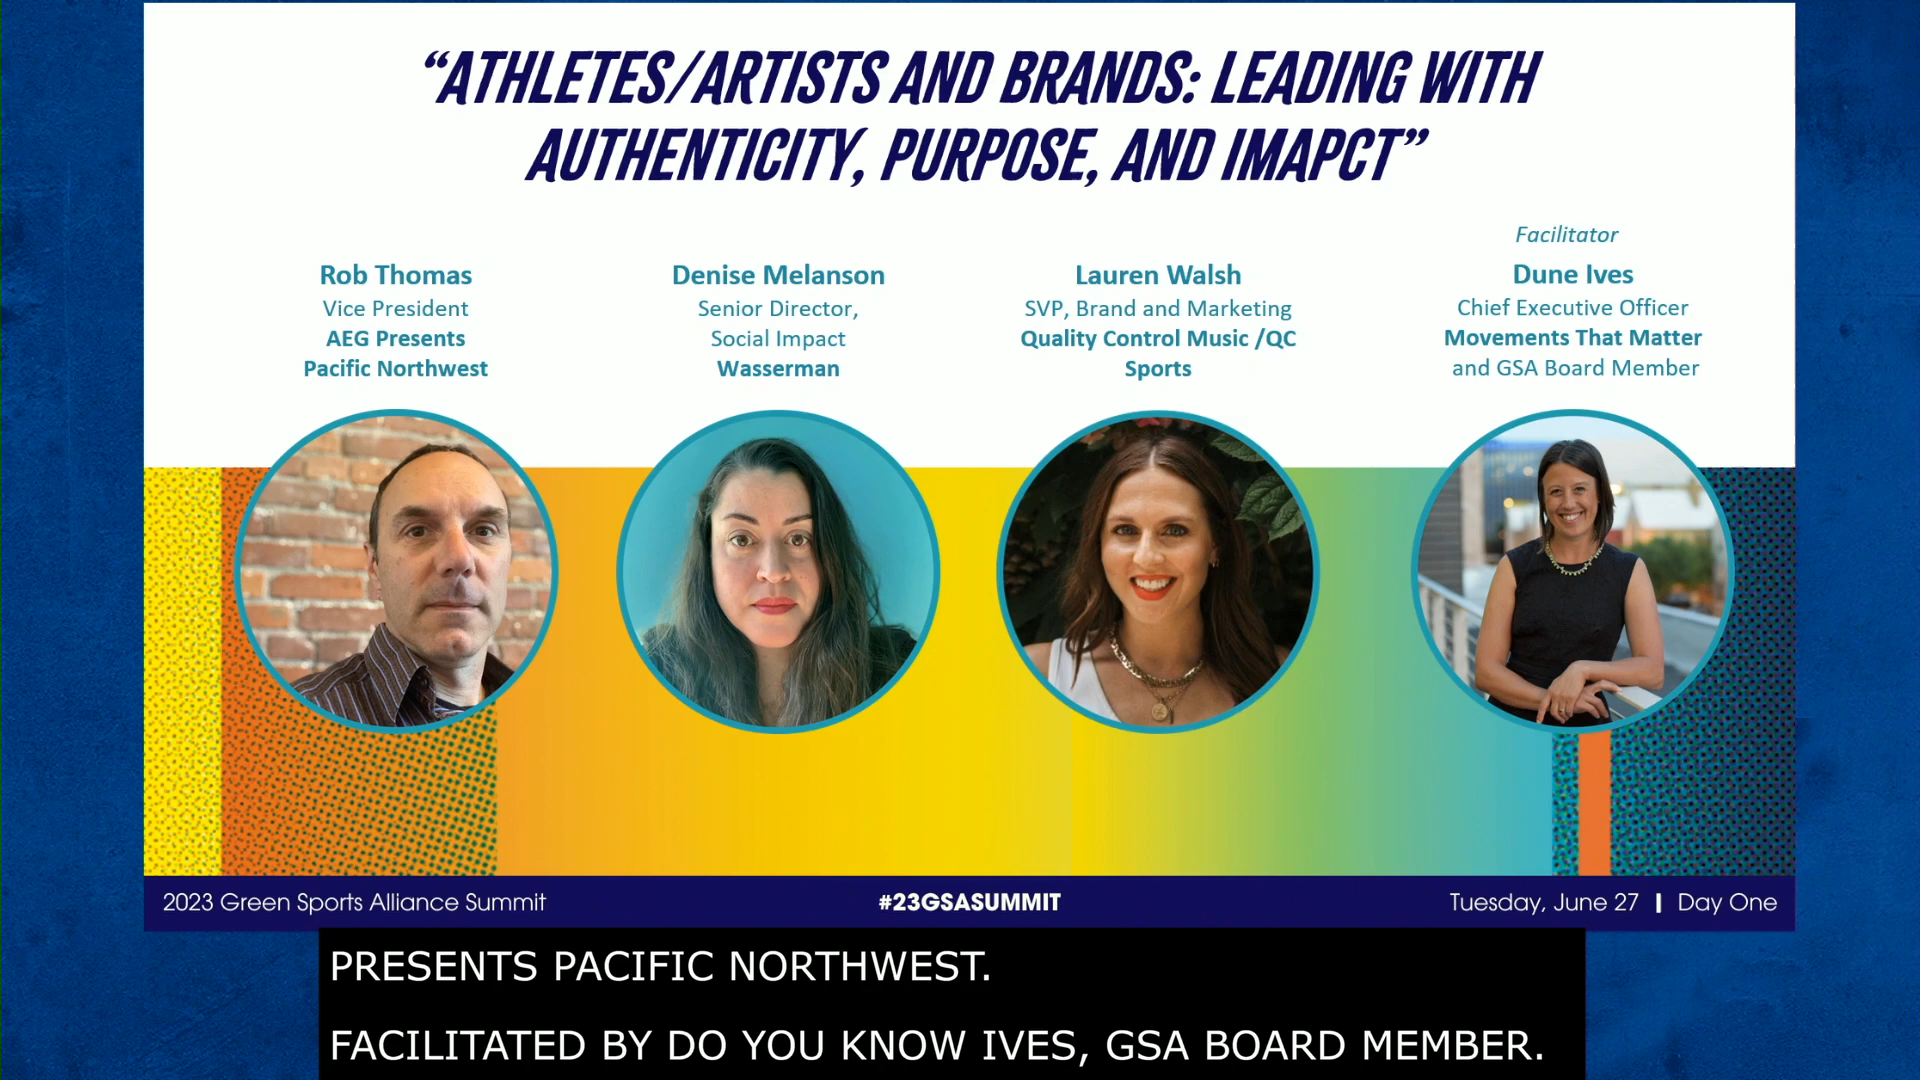 “ATHLETES/ARTISTS AND BRANDS: LEADING WITH
AUTHENTICITY, PURPOSE, AND IMAPCT”
Rob Thomas
Vice President
AEG Presents
Pacific Northwest
Denise Melanson
Senior Director,
Social Impact
Wasserman
Lauren Walsh
SVP, Brand and Marketing
Quality Control Music /QC
Sports
Facilitator
Dune Ives
Chief Executive Officer
Movements That Matter
and GSA Board Member
2023 Green Sports Alliance Summit
#23GSASUMMIT
Tuesday, June 27 | Day One
PRESENTS PACIFIC NORTHWEST.
FACILITATED BY DO YOU KNOW IVES, GSA BOARD MEMBER.